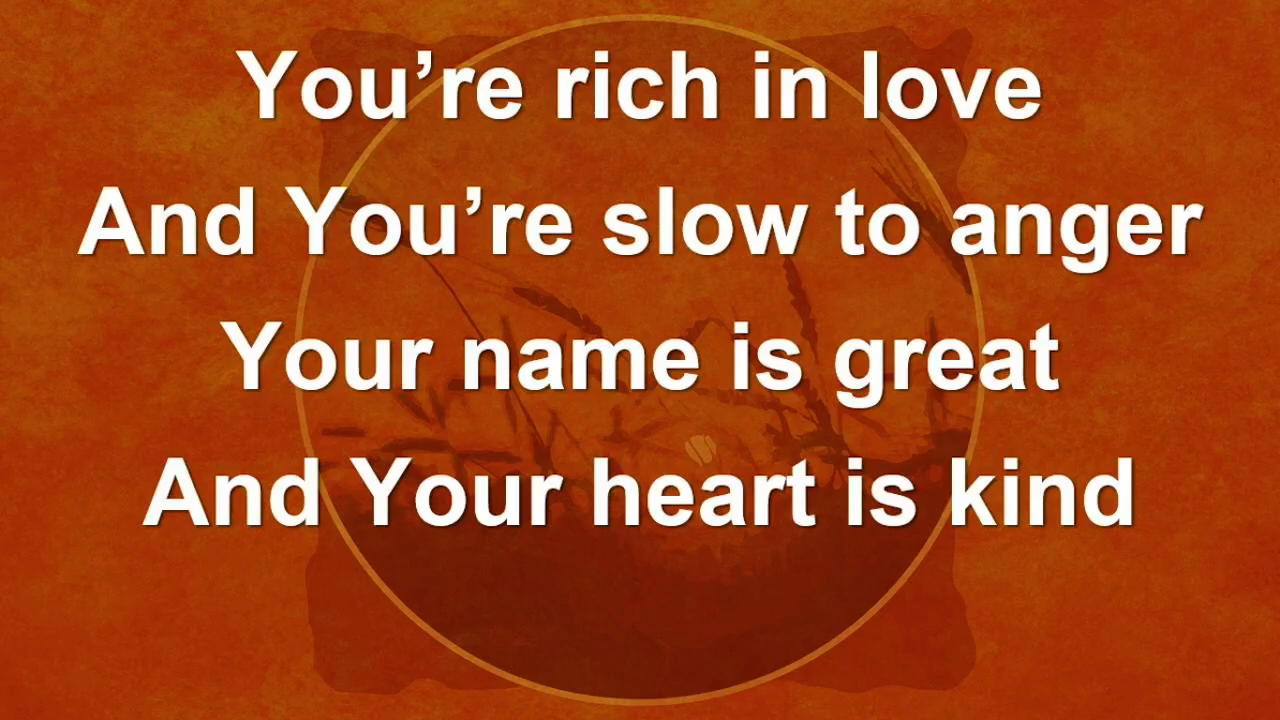 You’re rich in love
And You’re slow to anger
Your name is great
And Your heart is kind